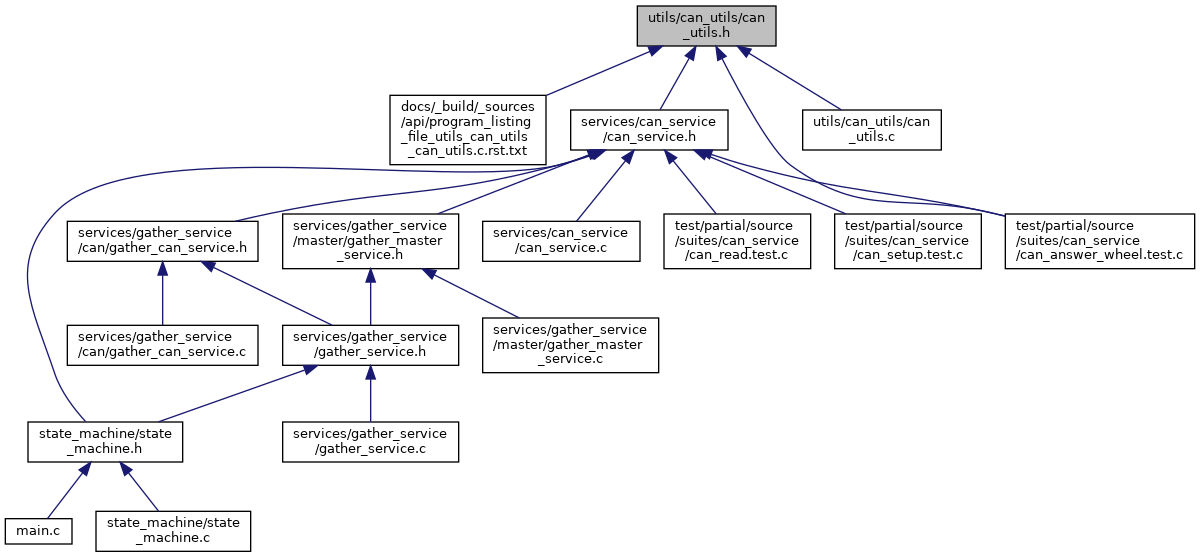 utils/can_utils/can
_utils.h
docs/_build/_sources
/api/program_listing
_file_utils_can_utils
_can_utils.c.rst.txt
services/can_service
/can_service.h
utils/can_utils/can
_utils.c
services/gather_service
/can/gather_can_service.h
services/gather_service
/master/gather_master
_service.h
services/can_service
/can_service.c
test/partial/source
/suites/can_service
/can_read.test.c
test/partial/source
/suites/can_service
/can_setup.test.c
test/partial/source
/suites/can_service
/can_answer_wheel.test.c
services/gather_service
/can/gather_can_service.c
services/gather_service
/gather_service.h
services/gather_service
/master/gather_master
_service.c
state_machine/state
_machine.h
services/gather_service
/gather_service.c
main.c
state_machine/state
_machine.c